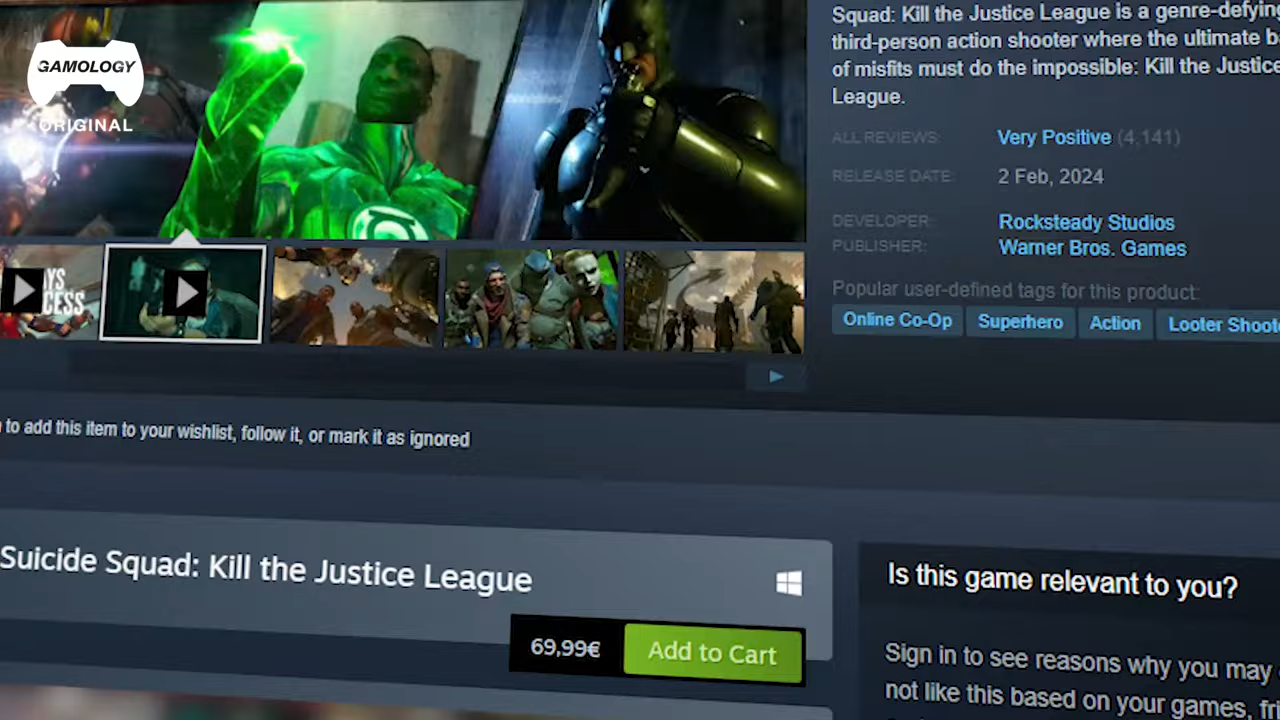 GAMOLOGY
ORIGINAL
Squad: Kill the Justice League is a genre-defying
third-person action shooter where the ultimate
of misfits must do the impossible: Kill the Justice
League.
ALL REVIEWS: Very Positive (4,141)
RELEASE DATE: 2 Feb, 2024
DEVELOPER: Rocksteady Studios
PUBLISHER: Warner Bros. Games
Popular user-defined tags for this product:
Online Co-Op Superhero Action Looter
to add this item to your wishlist, follow it, or mark it as ignored
Suicide Squad: Kill the Justice League
69,99€ Add to Cart
Is this game relevant to you?
Sign in to see reasons why you may
not like this based on your games,